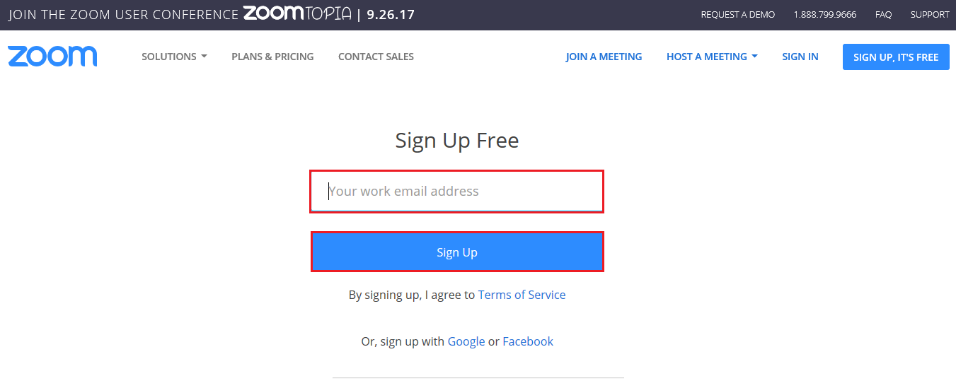 JOIN THE ZOOM USER CONFERENCE ZOOMTOPIA | 9.26.17 REQUEST A DEMO 1.888.799.9666 FAQ SUPPORT
zoom SOLUTIONS PLANS & PRICING CONTACT SALES JOIN A MEETING HOST A MEETING SIGN IN SIGN UP, IT'S FREE
Sign Up Free
Your work email address
Sign Up
By signing up, I agree to Terms of Service
Or, sign up with Google or Facebook